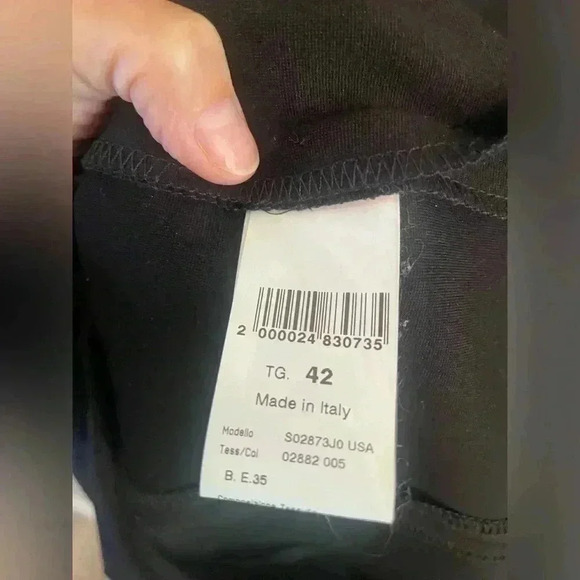 2 000024 830735
TG. 42
Made in Italy
Modello S02873J0 USA
Tess/Col 02882 005
B. E.35